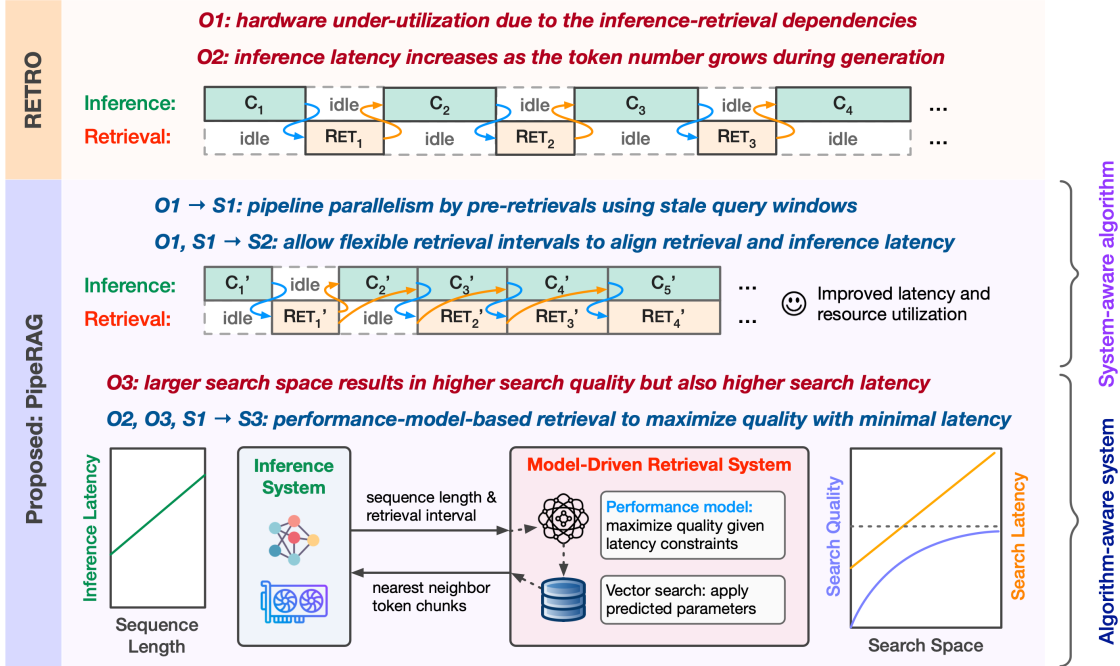 RETRO
O1: hardware under-utilization due to the inference-retrieval dependencies
O2: inference latency increases as the token number grows during generation
Inference: C₁ idle C₂ idle C₃ idle C₄ ...
Retrieval: idle RET₁ idle RET₂ idle RET₃ idle ...
Proposed: PipeRAG
O1 → S1: pipeline parallelism by pre-retrievals using stale query windows
O1, S1 → S2: allow flexible retrieval intervals to align retrieval and inference latency
Inference: C₁' idle C₂' C₃' C₄' C₅' ...
Retrieval: idle RET₁' idle RET₂' RET₃' RET₄' ...
Improved latency and
resource utilization
System-aware algorithm
O3: larger search space results in higher search quality but also higher search latency
O2, O3, S1 → S3: performance-model-based retrieval to maximize quality with minimal latency
Inference Latency
Sequence
Length
Inference
System
sequence length &
retrieval interval
nearest neighbor
token chunks
Model-Driven Retrieval System
Performance model:
maximize quality given
latency constraints
Vector search: apply
predicted parameters
Search Quality
Search Latency
Search Space
Algorithm-aware system